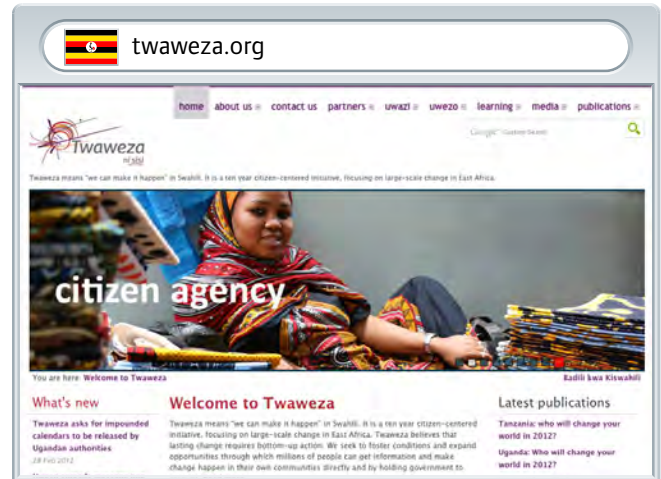 twaweza.org
home about us contact us partners uwazi uwezo learning media publications
Google Custom Search
Twaweza
ni sisi
Twaweza means "we can make it happen" in Swahili. It is a ten year citizen-centered initiative, focusing on large-scale change in East Africa.
citizen agency
You are here: Welcome to Twaweza
Badili kwa Kiswahili
What's new
Twaweza asks for impounded
calendars to be released by
Ugandan authorities
28 Feb 2012
Welcome to Twaweza
Twaweza means "we can make it happen" in Swahili. It is a ten year citizen-centered
initiative, focusing on large-scale change in East Africa. Twaweza believes that
lasting change requires bottom-up action. We seek to foster conditions and expand
opportunities through which millions of people can get information and make
change happen in their own communities directly and by holding government to
Latest publications
Tanzania: who will change your
world in 2012?
Uganda: Who will change your
world in 2012?